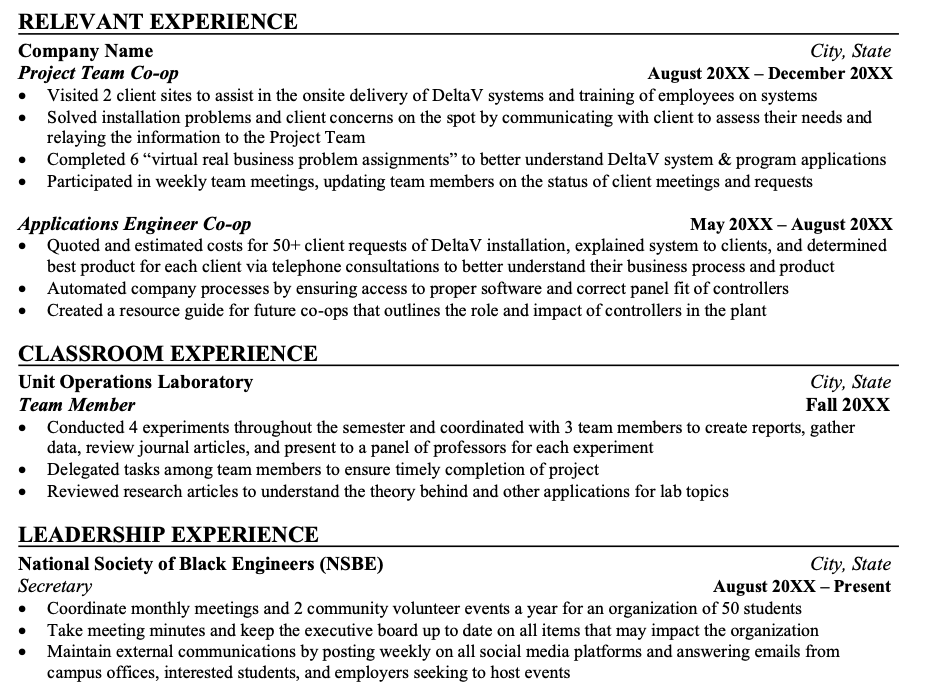 RELEVANT EXPERIENCE
Company Name City, State
Project Team Co-op August 20XX – December 20XX
• Visited 2 client sites to assist in the onsite delivery of DeltaV systems and training of employees on systems
• Solved installation problems and client concerns on the spot by communicating with client to assess their needs and
relaying the information to the Project Team
• Completed 6 “virtual real business problem assignments” to better understand DeltaV system & program applications
• Participated in weekly team meetings, updating team members on the status of client meetings and requests
Applications Engineer Co-op May 20XX – August 20XX
• Quoted and estimated costs for 50+ client requests of DeltaV installation, explained system to clients, and determined
best product for each client via telephone consultations to better understand their business process and product
• Automated company processes by ensuring access to proper software and correct panel fit of controllers
• Created a resource guide for future co-ops that outlines the role and impact of controllers in the plant
CLASSROOM EXPERIENCE
Unit Operations Laboratory City, State
Team Member Fall 20XX
• Conducted 4 experiments throughout the semester and coordinated with 3 team members to create reports, gather
data, review journal articles, and present to a panel of professors for each experiment
• Delegated tasks among team members to ensure timely completion of project
• Reviewed research articles to understand the theory behind and other applications for lab topics
LEADERSHIP EXPERIENCE
National Society of Black Engineers (NSBE) City, State
Secretary August 20XX – Present
• Coordinate monthly meetings and 2 community volunteer events a year for an organization of 50 students
• Take meeting minutes and keep the executive board up to date on all items that may impact the organization
• Maintain external communications by posting weekly on all social media platforms and answering emails from
campus offices, interested students, and employers seeking to host events